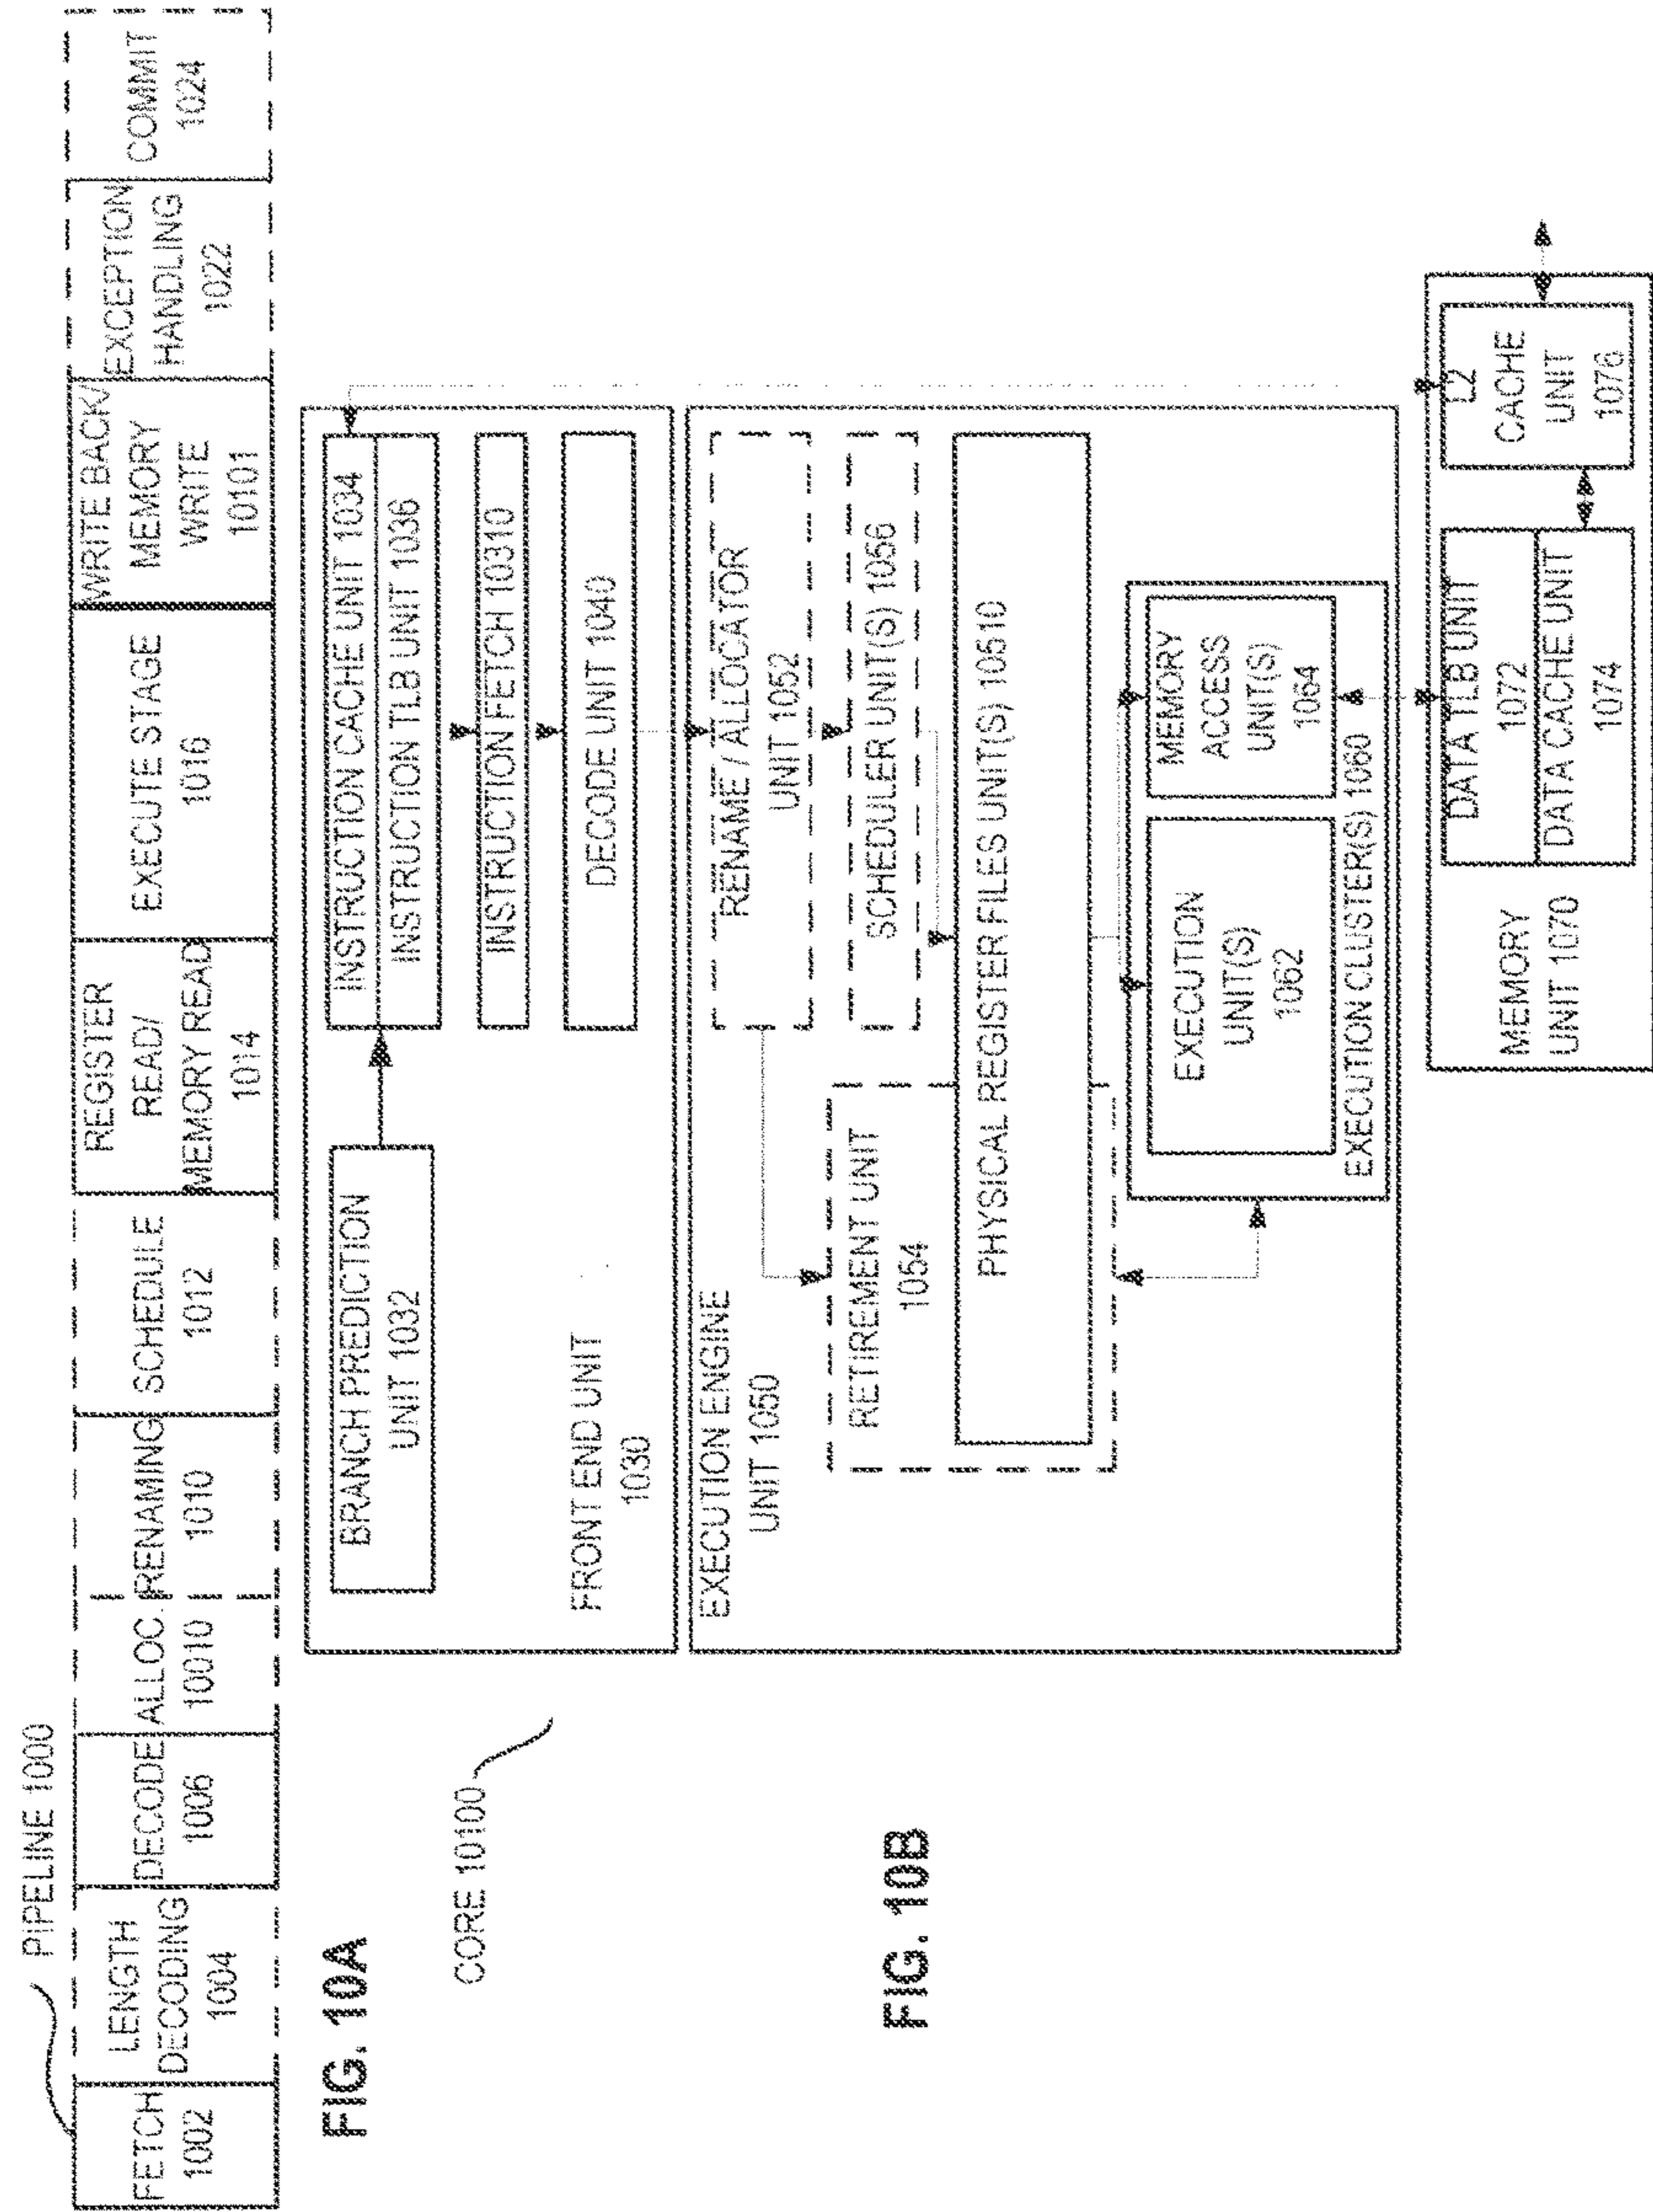 PIPELINE 1000
FETCH
1002
LENGTH
DECODING
1004
DECODE
1006
ALLOC.
10010
RENAMING
1010
SCHEDULE
1012
REGISTER
READ/
MEMORY READ
1014
EXECUTE STAGE
1016
WRITE BACK/
MEMORY
WRITE
10101
EXCEPTION
HANDLING
1022
COMMIT
1024
FIG. 10A
CORE 10100
BRANCH PREDICTION
UNIT 1032
INSTRUCTION CACHE UNIT 1034
INSTRUCTION TLB UNIT 1036
INSTRUCTION FETCH 10310
DECODE UNIT 1040
FRONT END UNIT
1030
EXECUTION ENGINE
UNIT 1050
RENAME / ALLOCATOR
UNIT 1052
SCHEDULER UNIT(S) 1056
RETIREMENT UNIT
1054
PHYSICAL REGISTER FILES UNIT(S) 10510
EXECUTION
UNIT(S)
1062
MEMORY
ACCESS
UNIT(S)
1064
EXECUTION CLUSTER(S) 1060
FIG. 10B
MEMORY
UNIT 1070
DATA TLB UNIT
1072
DATA CACHE UNIT
1074
L2
CACHE
UNIT
1076